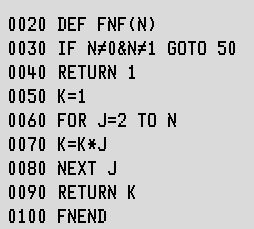 0020 DEF FNF(N)
0030 IF N≠0&N≠1 GOTO 50
0040 RETURN 1
0050 K=1
0060 FOR J=2 TO N
0070 K=K*J
0080 NEXT J
0090 RETURN K
0100 FNEND